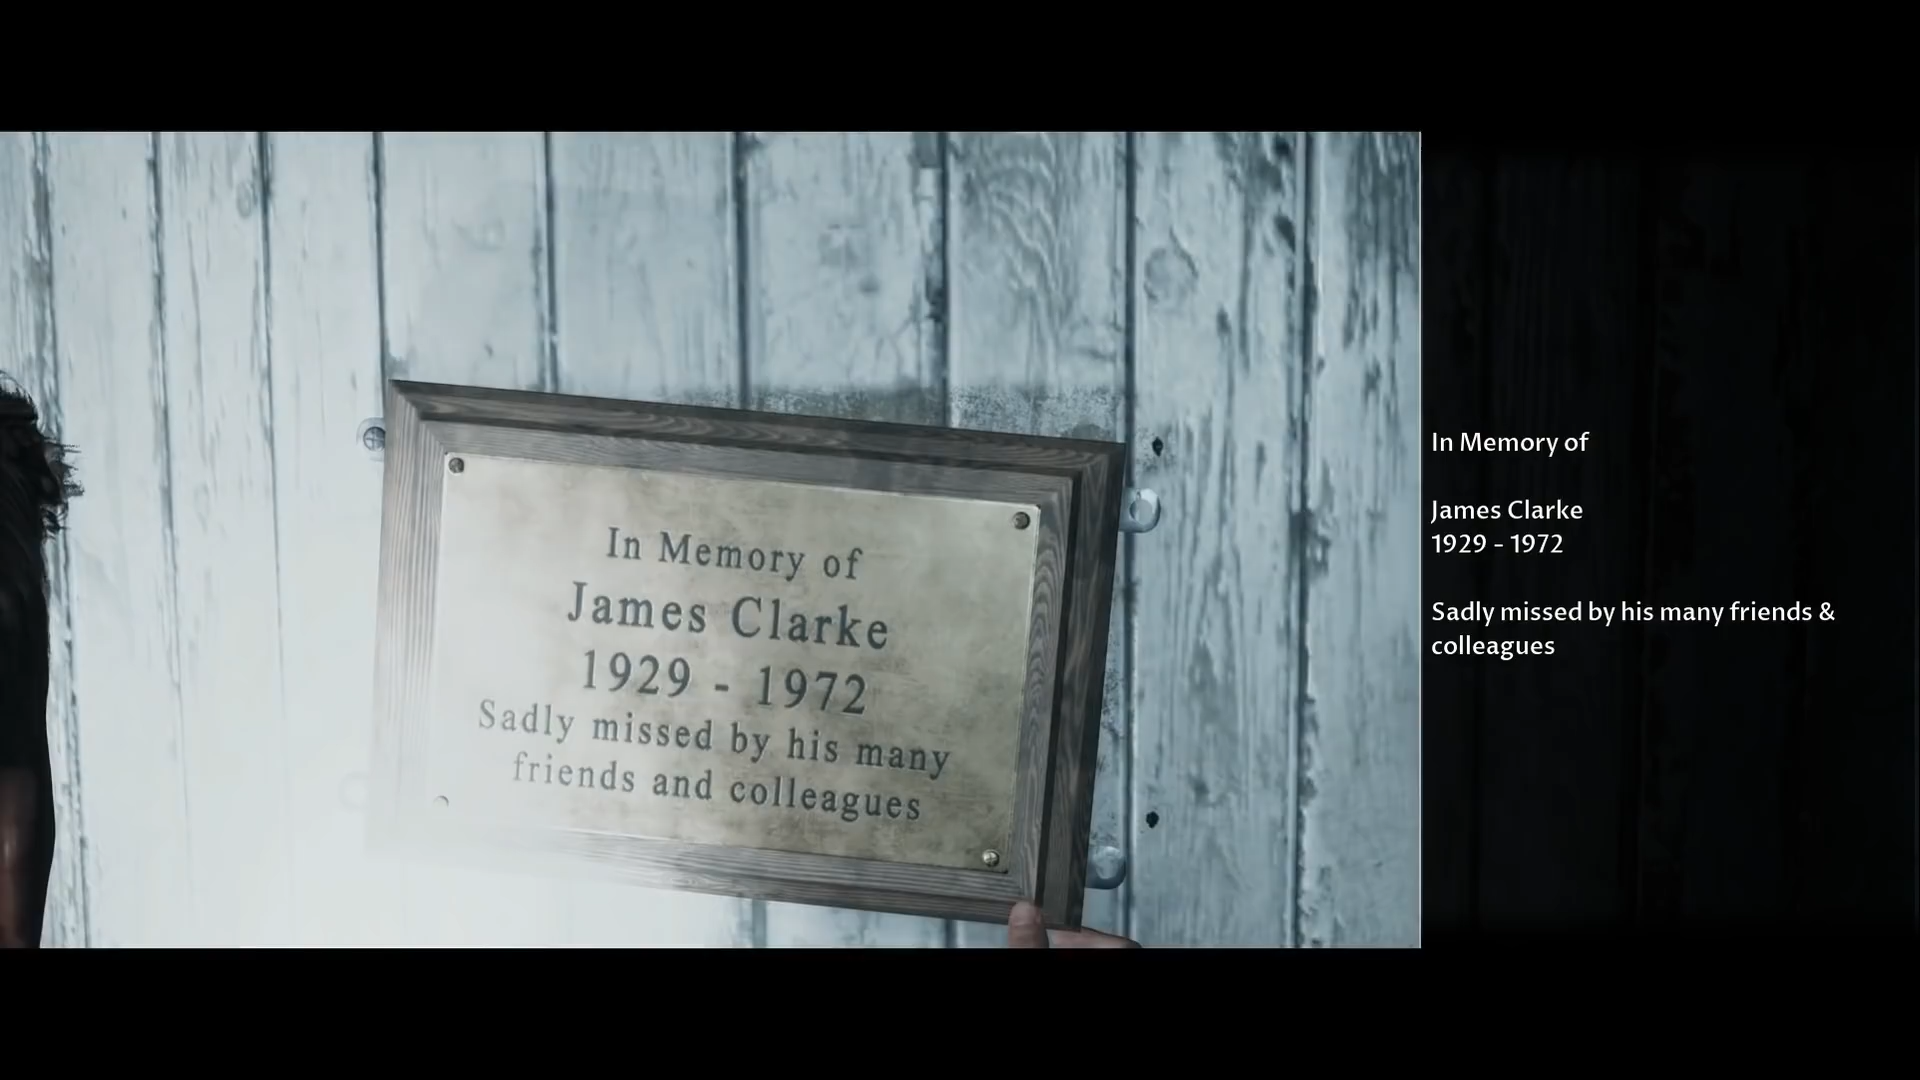 In Memory of
James Clarke
1929 - 1972
Sadly missed by his many
friends and colleagues
In Memory of
James Clarke
1929 - 1972
Sadly missed by his many friends &
colleagues